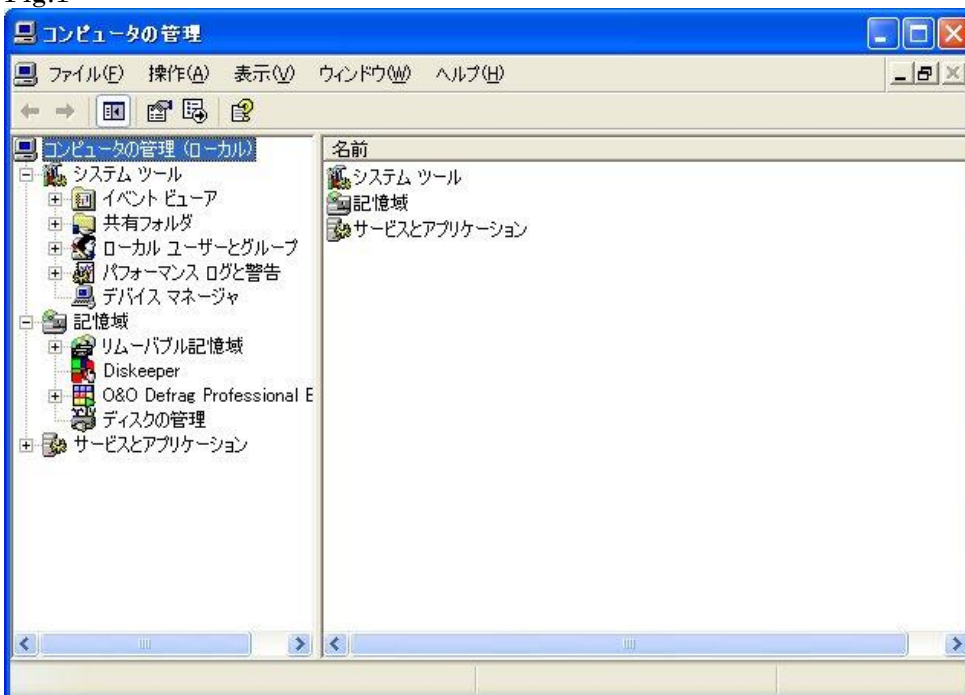 Fig.1
コンピュータの管理
ファイル(F) 操作(A) 表示(V) ウィンドウ(W) ヘルプ(H)
コンピュータの管理 (ローカル)
システム ツール
イベント ビューア
共有フォルダ
ローカル ユーザーとグループ
パフォーマンス ログと警告
デバイス マネージャ
記憶域
リムーバブル記憶域
Diskeeper
O&O Defrag Professional E
ディスクの管理
サービスとアプリケーション
名前
システム ツール
記憶域
サービスとアプリケーション